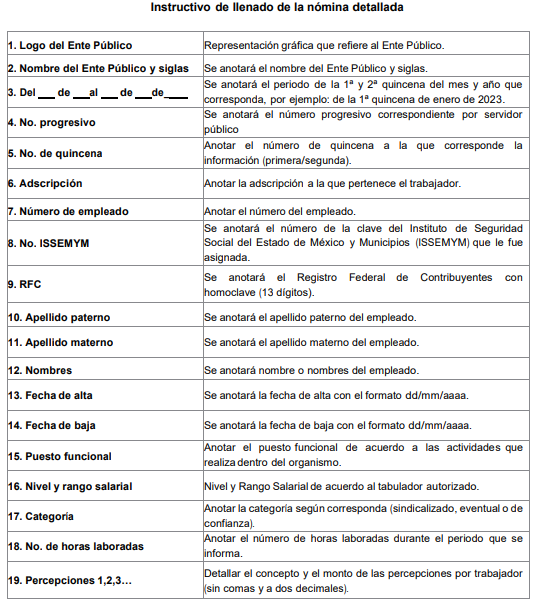 Instructivo de llenado de la nómina detallada
1. Logo del Ente Público
Representación gráfica que refiere al Ente Público.
2. Nombre del Ente Público y siglas
Se anotará el nombre del Ente Público y siglas.
3. Del ___ de ___al ___ de ___de____
Se anotará el periodo de la 1ª y 2ª quincena del mes y año que
corresponda, por ejemplo: de la 1ª quincena de enero de 2023.
4. No. progresivo
Se anotará el número progresivo correspondiente por servidor
público
5. No. de quincena
Anotar el número de quincena a la que corresponde la
información (primera/segunda).
6. Adscripción
Anotar la adscripción a la que pertenece el trabajador.
7. Número de empleado
Anotar el número del empleado.
8. No. ISSEMYM
Se anotará el número de la clave del Instituto de Seguridad
Social del Estado de México y Municipios (ISSEMYM) que le fue
asignada.
9. RFC
Se anotará el Registro Federal de Contribuyentes con
homoclave (13 dígitos).
10. Apellido paterno
Se anotará el apellido paterno del empleado.
11. Apellido materno
Se anotará el apellido materno del empleado.
12. Nombres
Se anotará nombre o nombres del empleado.
13. Fecha de alta
Se anotará la fecha de alta con el formato dd/mm/aaaa.
14. Fecha de baja
Se anotará la fecha de baja con el formato dd/mm/aaaa.
15. Puesto funcional
Anotar el puesto funcional de acuerdo a las actividades que
realiza dentro del organismo.
16. Nivel y rango salarial
Nivel y Rango Salarial de acuerdo al tabulador autorizado.
17. Categoría
Anotar la categoría según corresponda (sindicalizado, eventual o de
confianza).
18. No. de horas laboradas
Anotar el número de horas laboradas durante el periodo que se
informa.
19. Percepciones 1,2,3…
Detallar el concepto y el monto de las percepciones por trabajador
(sin comas y a dos decimales).